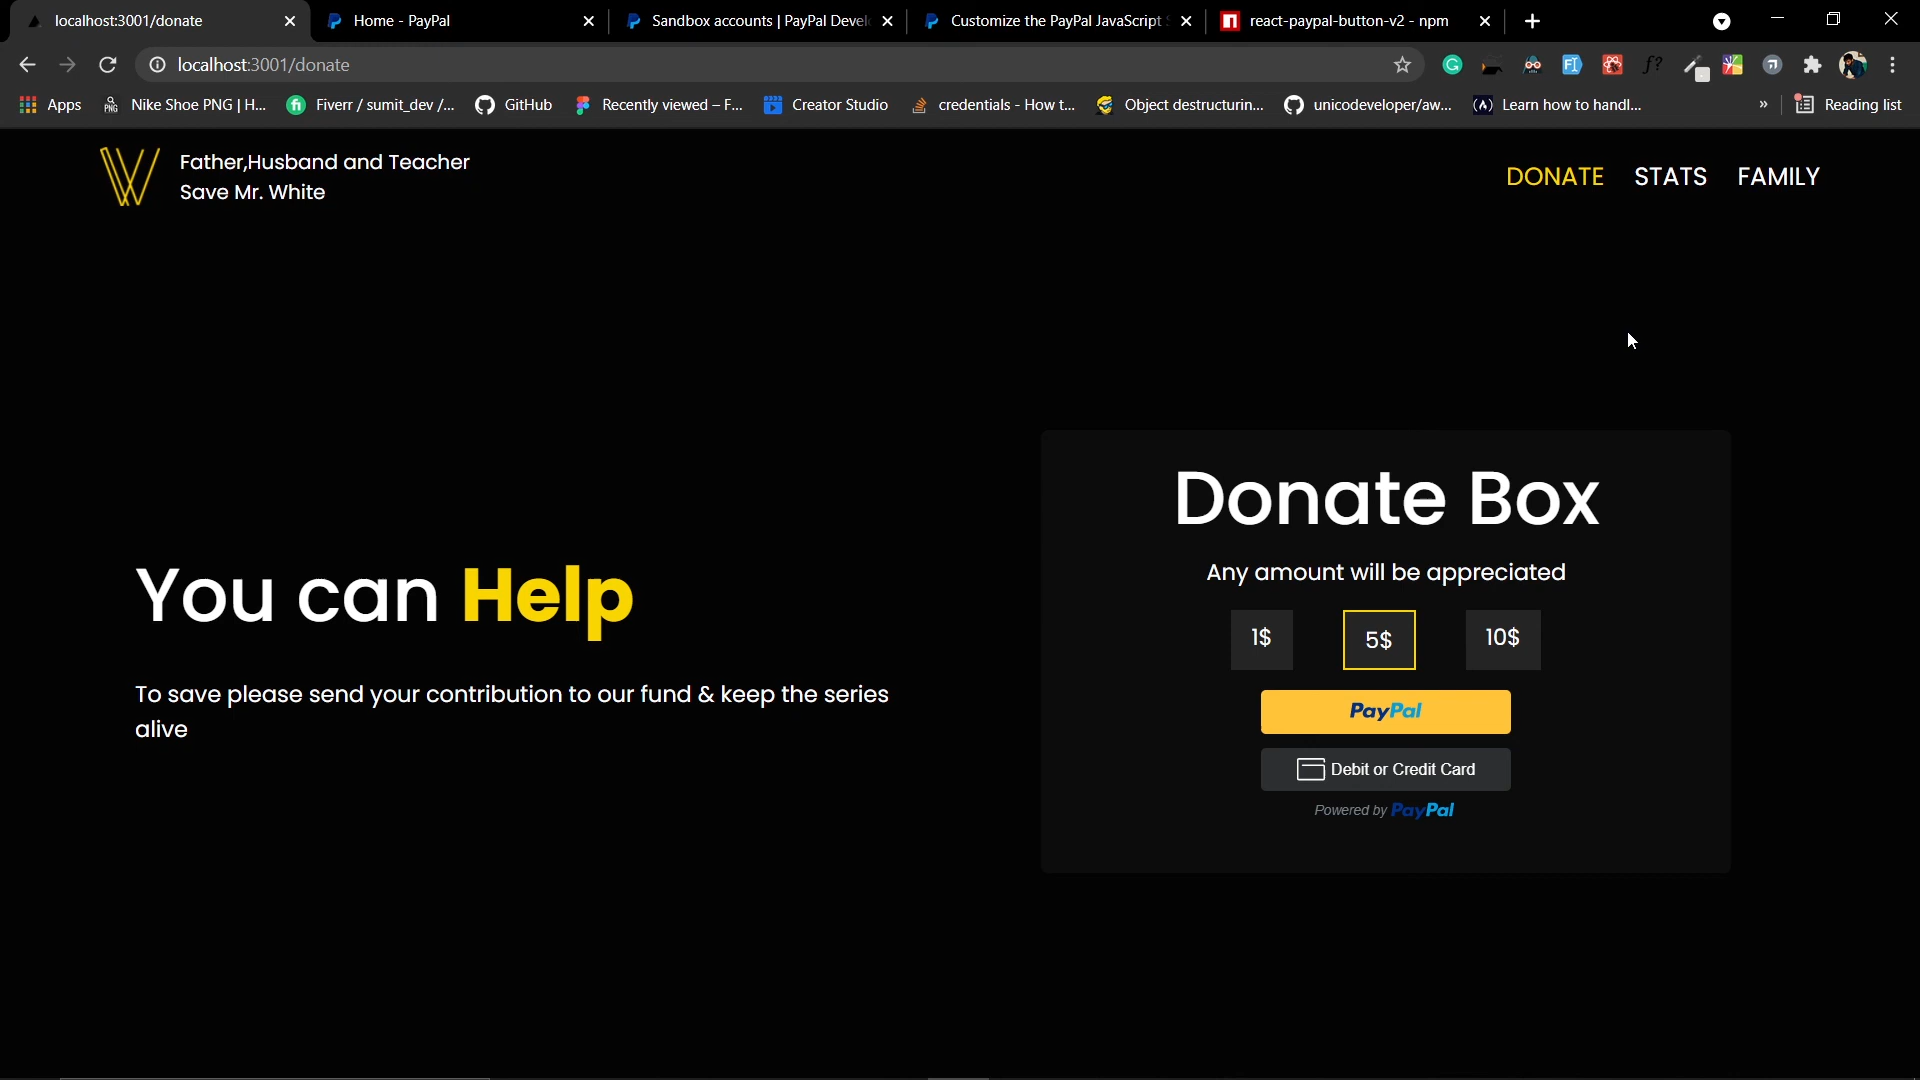 localhost:3001/donate
Home - PayPal
Sandbox accounts | PayPal Devel
Customize the PayPal JavaScript S
react-paypal-button-v2 - npm
localhost:3001/donate
Apps
Nike Shoe PNG | H...
Fiverr / sumit_dev /...
GitHub
Recently viewed – F...
Creator Studio
credentials - How t...
Object destructurin...
unicodeveloper/aw...
Learn how to handl...
»
Reading list
Father,Husband and Teacher
Save Mr. White
DONATE
STATS
FAMILY
You can Help
To save please send your contribution to our fund & keep the series
alive
Donate Box
Any amount will be appreciated
1$
5$
10$
PayPal
Debit or Credit Card
Powered by PayPal